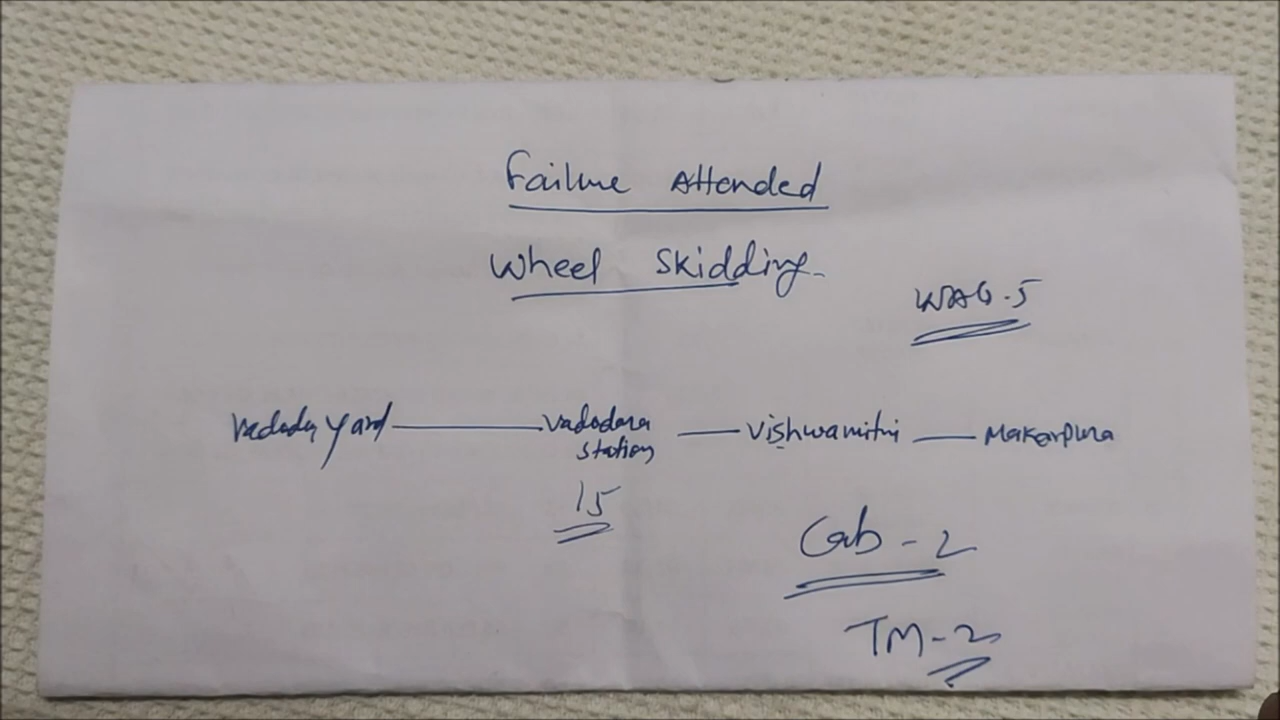 Failure Attended
Wheel Skidding
WAG-5
Vadodara Yard — Vadodara Station — Vishwamitri — Makarpura
15
Cab-2
TM-2